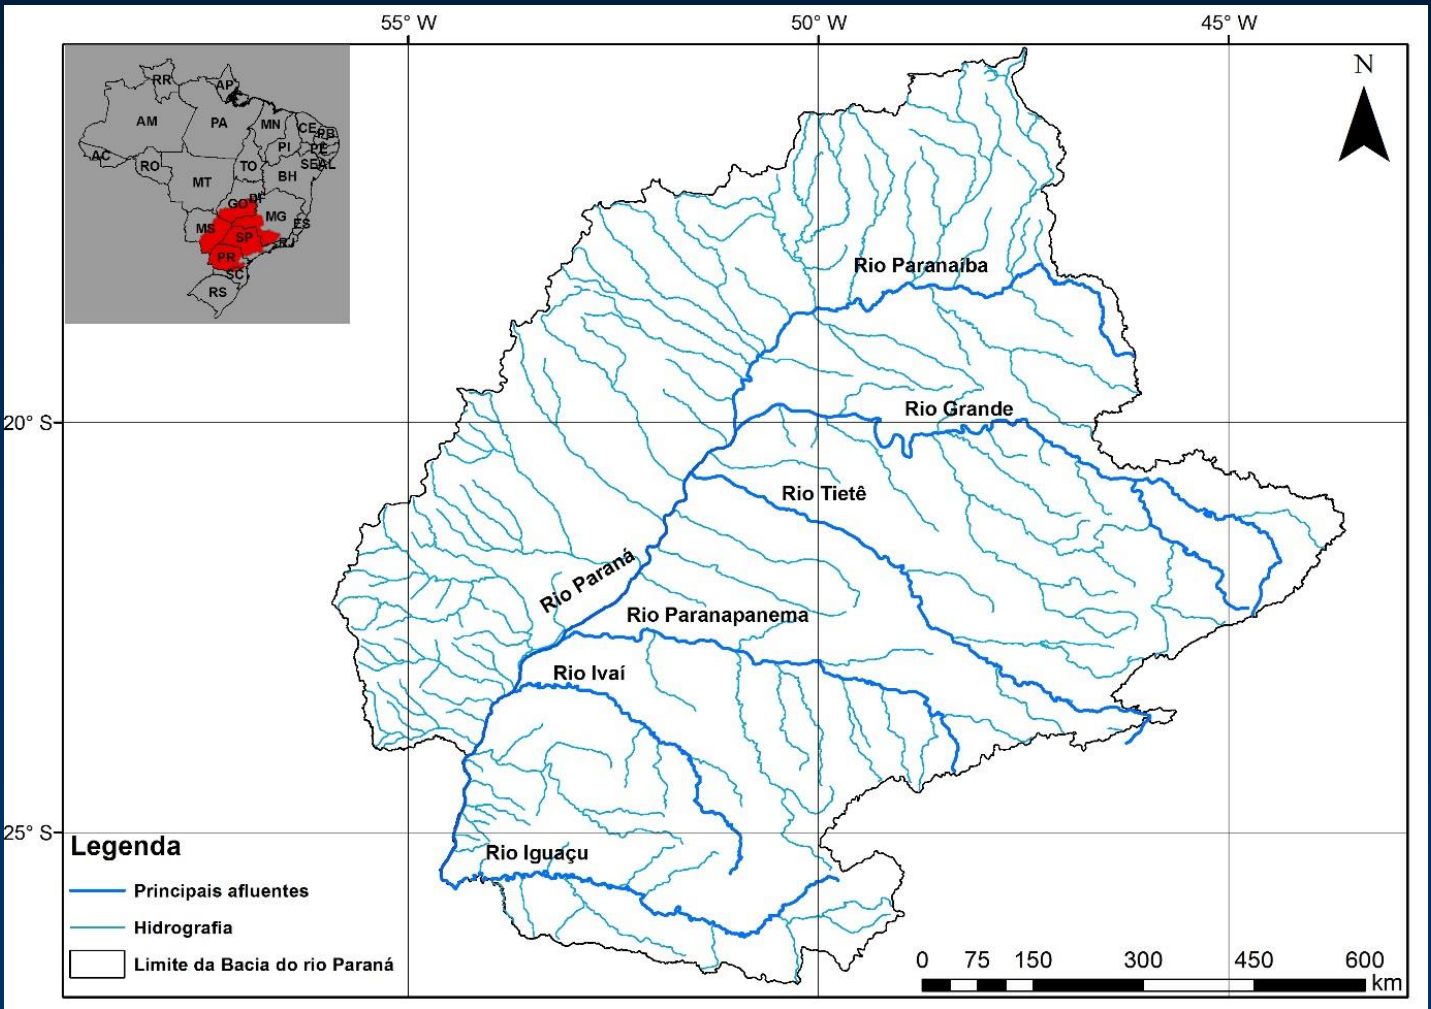 55° W
50° W
45° W
N
RR
AP
AM
PA
MN
CE
PB
PI
PE
AC
RO
TO
SE
AL
MT
BH
GO
DF
MG
MS
ES
SP
RJ
PR
SC
RS
Rio Paranaíba
20° S
Rio Grande
Rio Tietê
Rio Paraná
Rio Paranapanema
Rio Ivaí
25° S
Rio Iguaçu
Legenda
Principais afluentes
Hidrografia
Limite da Bacia do rio Paraná
0 75 150 300 450 600
km